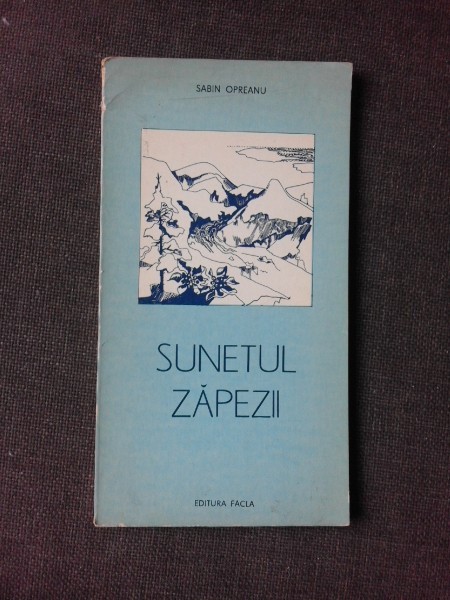 SABIN OPREANU
SUNETUL
ZĂPEZII
EDITURA FACLA